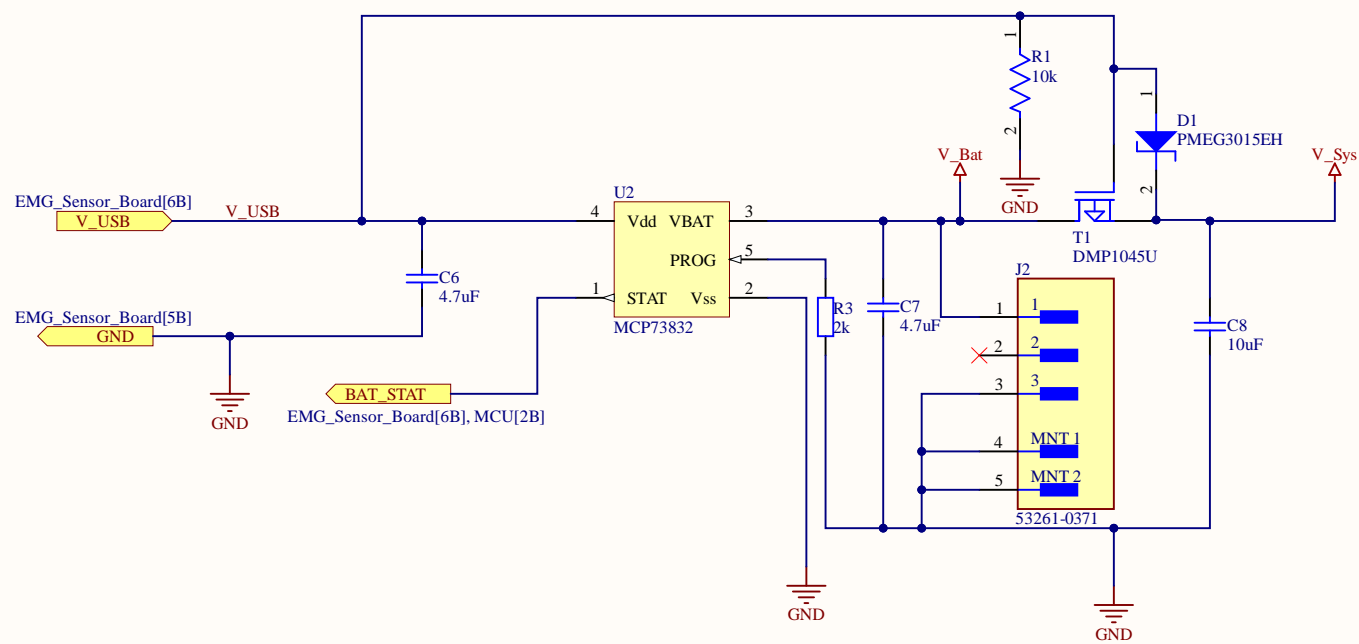 1
R1
10k
2
GND
1
D1
PMEG3015EH
2
V_Bat
V_Sys
EMG_Sensor_Board[6B]
V_USB
V_USB
U2
4
Vdd
VBAT
3
PROG
5
1
STAT
Vss
2
MCP73832
T1
DMP1045U
C6
4.7uF
EMG_Sensor_Board[5B]
GND
GND
BAT_STAT
EMG_Sensor_Board[6B], MCU[2B]
R3
2k
C7
4.7uF
J2
1
1
2
2
3
3
4
MNT 1
5
MNT 2
53261-0371
C8
10uF
GND
GND